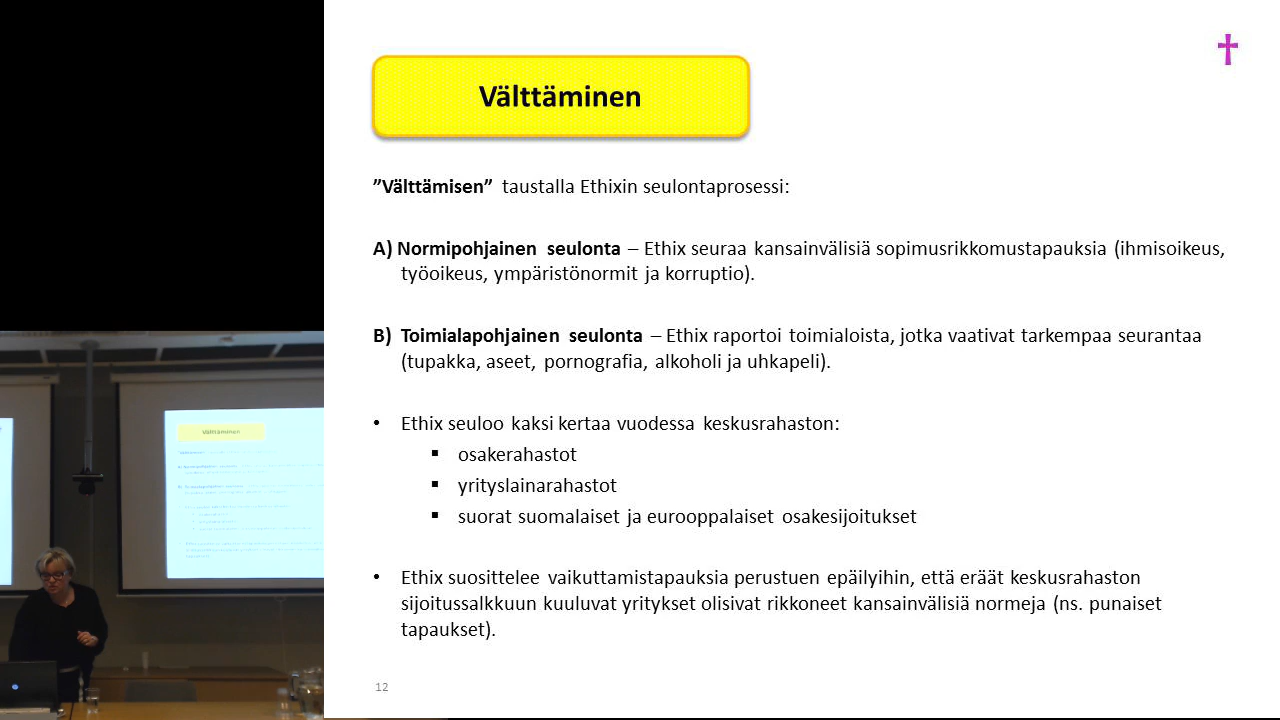 Välttäminen
”Välttämisen” taustalla Ethixin seulontaprosessi:
A) Normipohjainen seulonta – Ethix seuraa kansainvälisiä sopimusrikkomustapauksia (ihmisoikeus,
työoikeus, ympäristönormit ja korruptio).
B) Toimialapohjainen seulonta – Ethix raportoi toimialoista, jotka vaativat tarkempaa seurantaa
(tupakka, aseet, pornografia, alkoholi ja uhkapeli).
• Ethix seuloo kaksi kertaa vuodessa keskusrahaston:
▪ osakerahastot
▪ yrityslainarahastot
▪ suorat suomalaiset ja eurooppalaiset osakesijoitukset
• Ethix suosittelee vaikuttamistapauksia perustuen epäilyihin, että eräät keskusrahaston
sijoitussalkkuun kuuluvat yritykset olisivat rikkoneet kansainvälisiä normeja (ns. punaiset
tapaukset).
12
Välttäminen